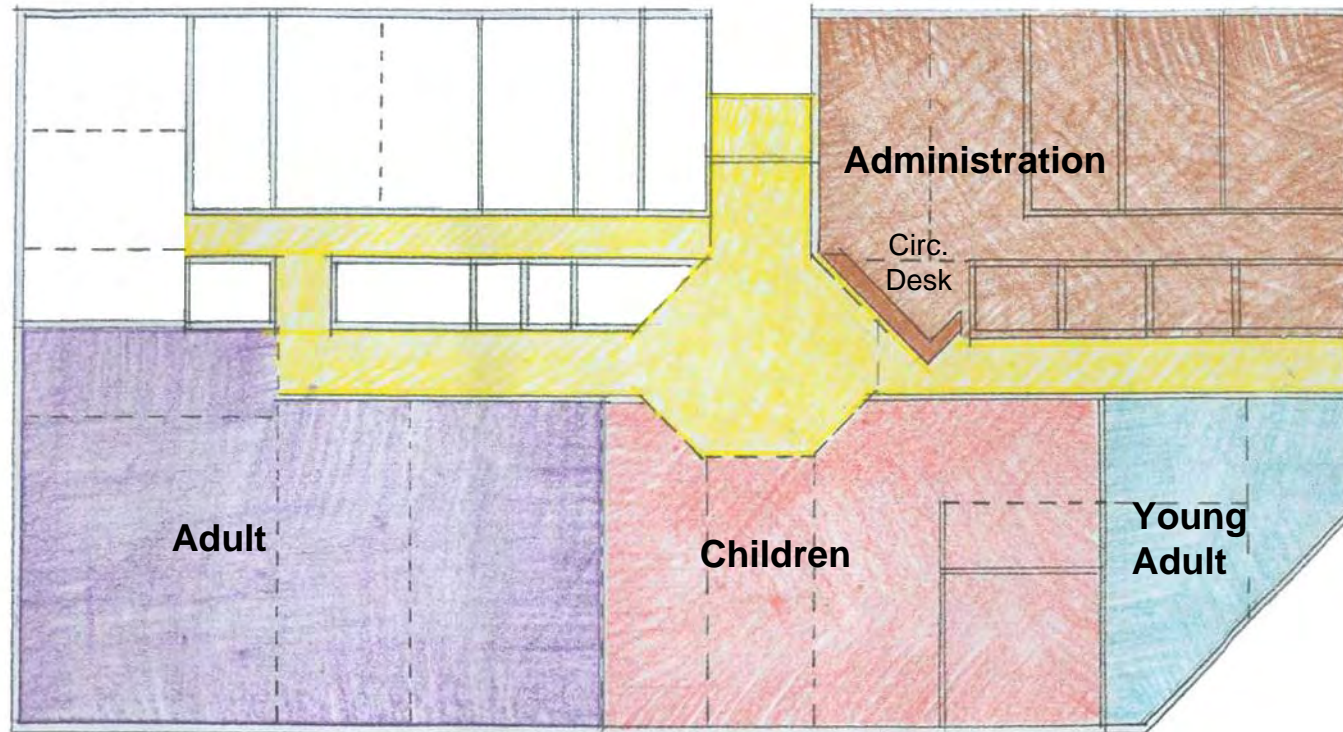 Administration
Circ.
Desk
Adult
Children
Young
Adult